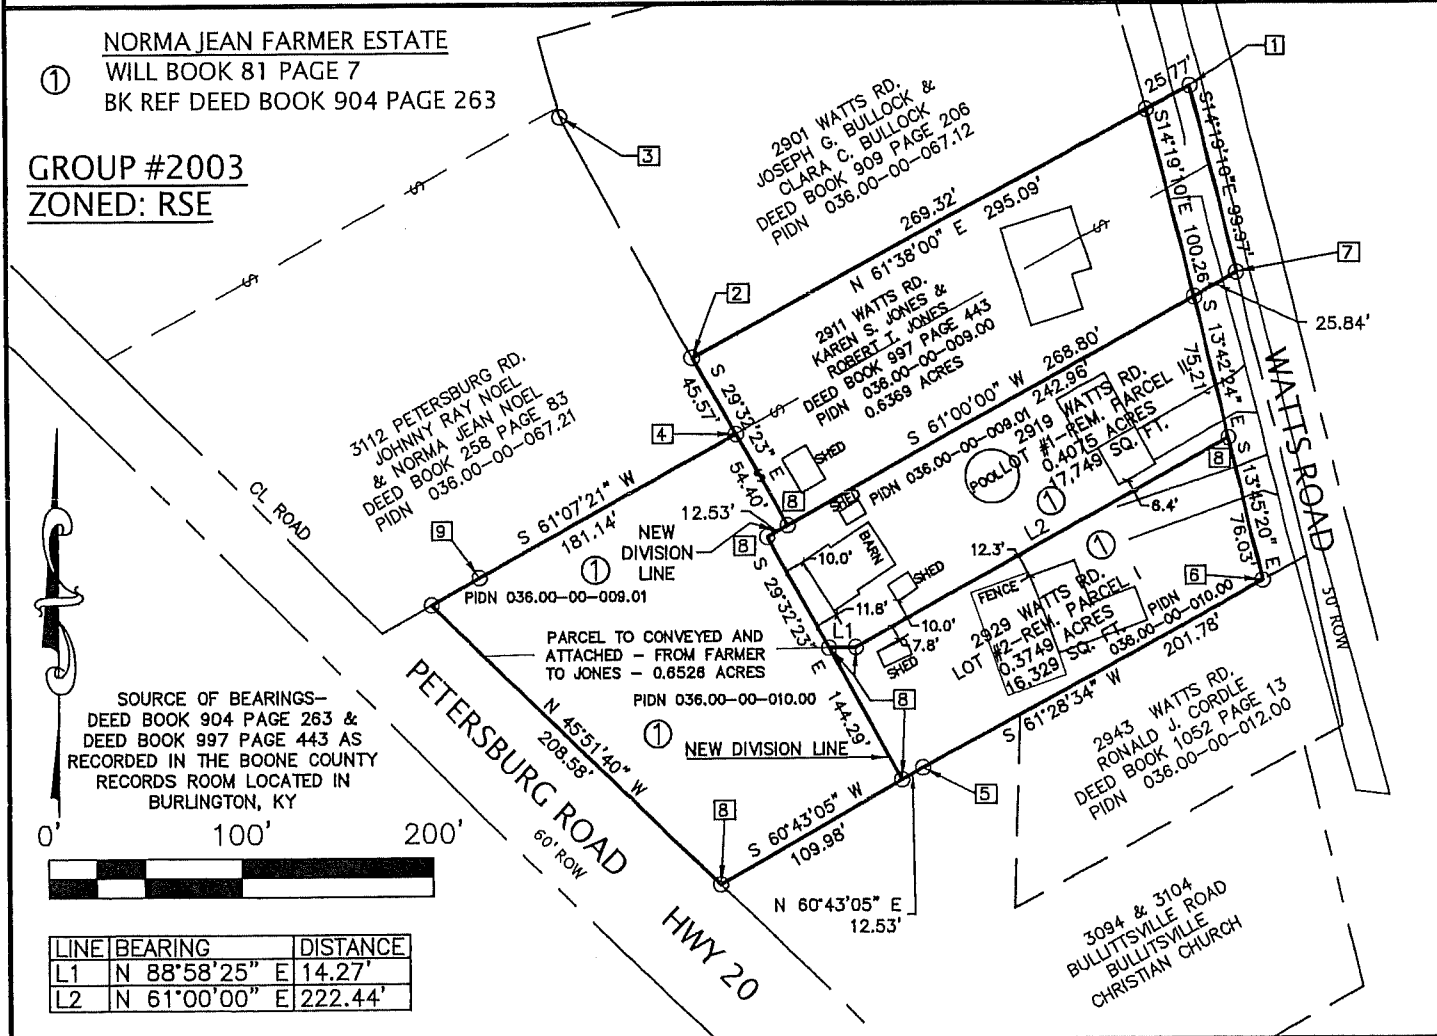 NORMA JEAN FARMER ESTATE
① WILL BOOK 81 PAGE 7
BK REF DEED BOOK 904 PAGE 263
GROUP #2003
ZONED: RSE
1
3
2
7
4
9
8
8
8
6
8
5
8
2901 WATTS RD.
JOSEPH G. BULLOCK &
CLARA C. BULLOCK
DEED BOOK 909 PAGE 206
PIDN 036.00-00-067.12
25.77'
S14°19'10"E 99.97'
S14°19'10"E 100.26'
269.32'
N 61°38'00" E 295.09'
25.84'
2911 WATTS RD.
KAREN S. JONES &
ROBERT T. JONES
DEED BOOK 997 PAGE 443
PIDN 036.00-00-009.00
0.6369 ACRES
S
S
S
S
3112 PETERSBURG RD.
JOHNNY RAY NOEL
& NORMA JEAN NOEL
DEED BOOK 258 PAGE 83
PIDN 036.00-00-067.21
S 29°32'23" E
45.57'
54.40'
S 61°00'00" W 268.80'
PIDN 036.00-00-009.01 242.96'
2919 WATTS RD.
LOT #1-REM. PARCEL II
0.4075 ACRES
17,749 SQ. FT.
POOL
①
S 13°42'24" E
75.21'
S 13°45'20" E
76.03'
WATTS ROAD
50' ROW
CL ROAD
S 61°07'21" W
181.14'
12.53'
NEW
DIVISION
LINE
①
PIDN 036.00-00-009.01
SHED
SHED
BARN
SHED
SHED
10.0'
11.8'
10.0'
7.8'
12.3'
6.4'
L2
L1
①
FENCE
2929 WATTS RD.
LOT #2-REM. PARCEL I
0.3749 ACRES
16,329 SQ. FT.
PIDN
036.00-00-010.00
201.78'
S 61°28'34" W
S 29°32'23" E 144.29'
PARCEL TO CONVEYED AND
ATTACHED - FROM FARMER
TO JONES - 0.6526 ACRES
PIDN 036.00-00-010.00
①
NEW DIVISION LINE
2943 WATTS RD.
RONALD J. CORDLE
DEED BOOK 1052 PAGE 13
PIDN 036.00-00-012.00
SOURCE OF BEARINGS-
DEED BOOK 904 PAGE 263 &
DEED BOOK 997 PAGE 443 AS
RECORDED IN THE BOONE COUNTY
RECORDS ROOM LOCATED IN
BURLINGTON, KY
N 45°51'40" W
208.58'
PETERSBURG ROAD
60' ROW
HWY 20
S 60°43'05" W
109.98'
N 60°43'05" E
12.53'
3094 & 3104
BULLITTSVILLE ROAD
BULLITSVILLE
CHRISTIAN CHURCH
0' 100' 200'
LINE BEARING DISTANCE
L1 N 88°58'25" E 14.27'
L2 N 61°00'00" E 222.44'